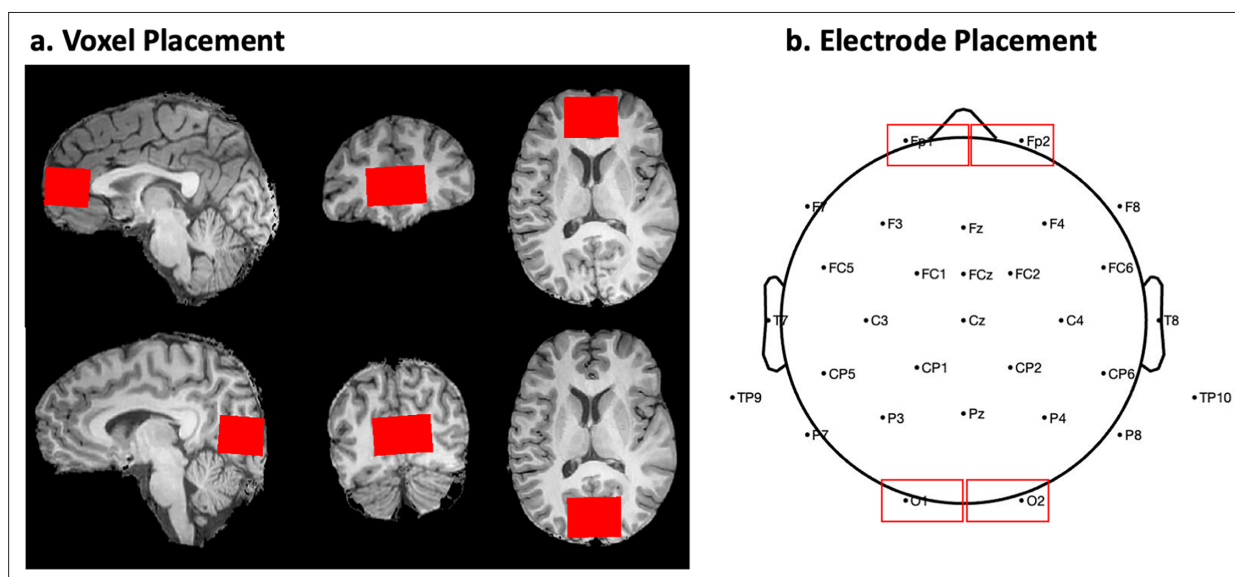 a. Voxel Placement
b. Electrode Placement
Fp1 Fp2
F7 F8
F3 Fz F4
FC5 FC6
FC1 FCz FC2
T7 C3 Cz C4 T8
CP5 CP1 CP2 CP6
TP9 TP10
P3 Pz P4
P7 P8
O1 O2